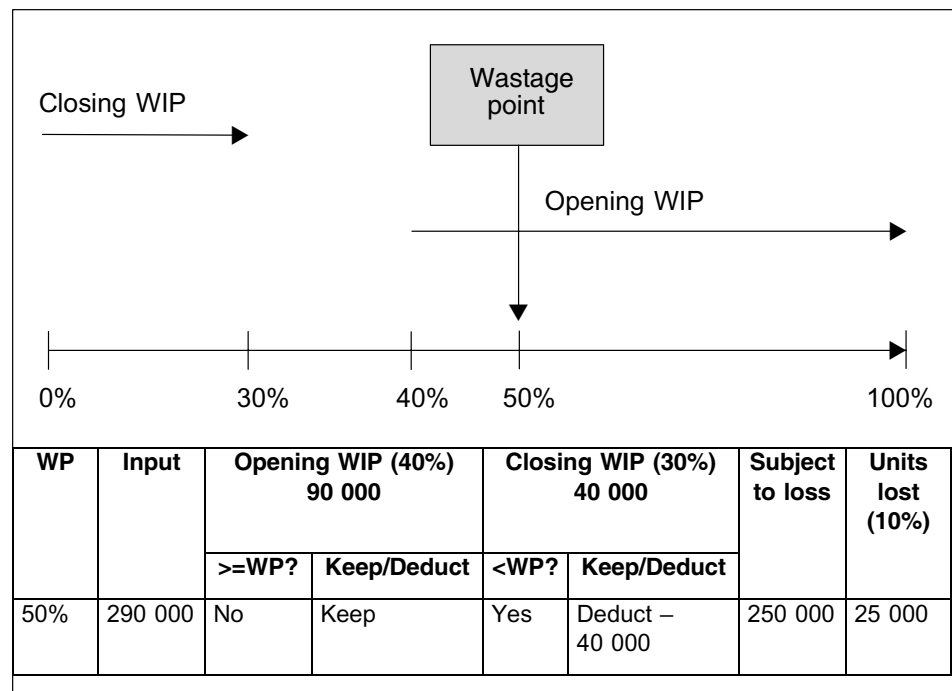 Wastage
point
Closing WIP
Opening WIP
0% 30% 40% 50% 100%
WP Input Opening WIP (40%) Closing WIP (30%) Subject Units
90 000 40 000 to loss lost
(10%)
>=WP? Keep/Deduct <WP? Keep/Deduct
50% 290 000 No Keep Yes Deduct – 250 000 25 000
40 000